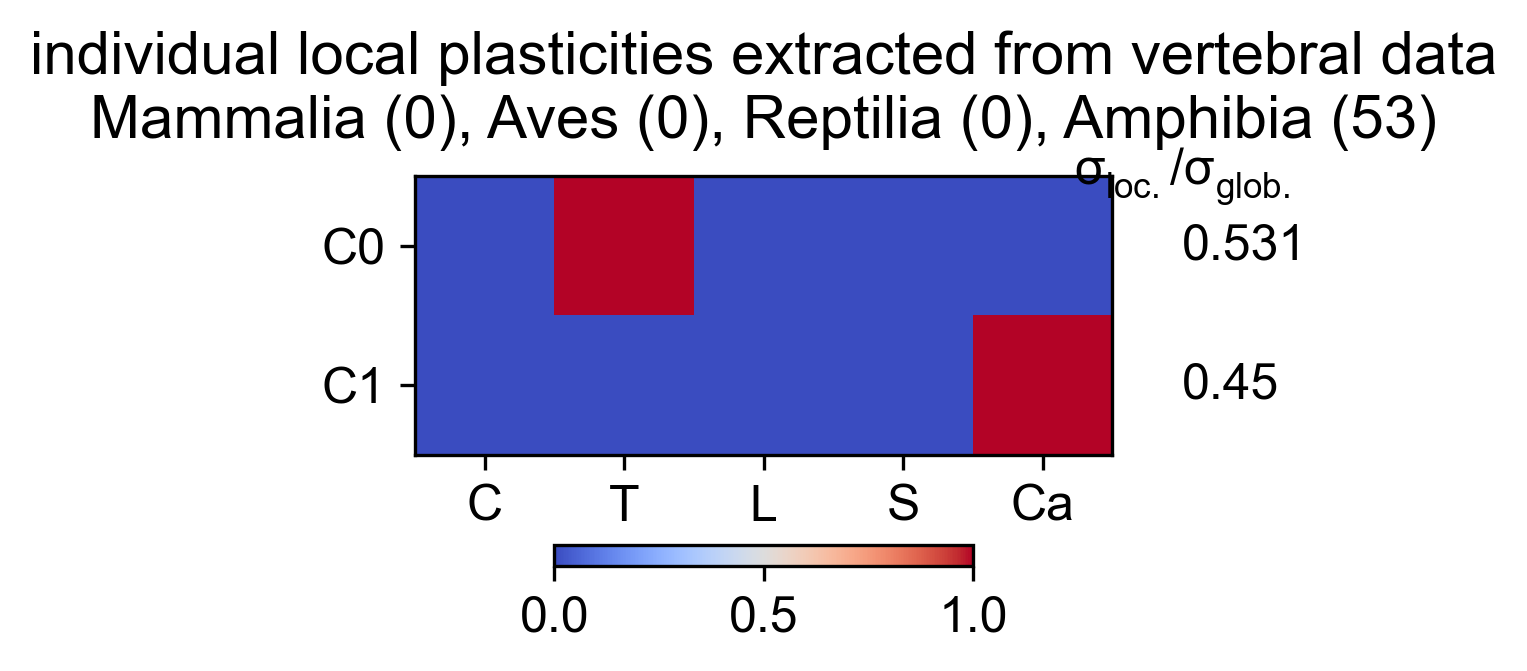 individual local plasticities extracted from vertebral data
Mammalia (0), Aves (0), Reptilia (0), Amphibia (53)
σloc. /σglob.
C0 0.531
C1 0.45
C T L S Ca
0.0 0.5 1.0